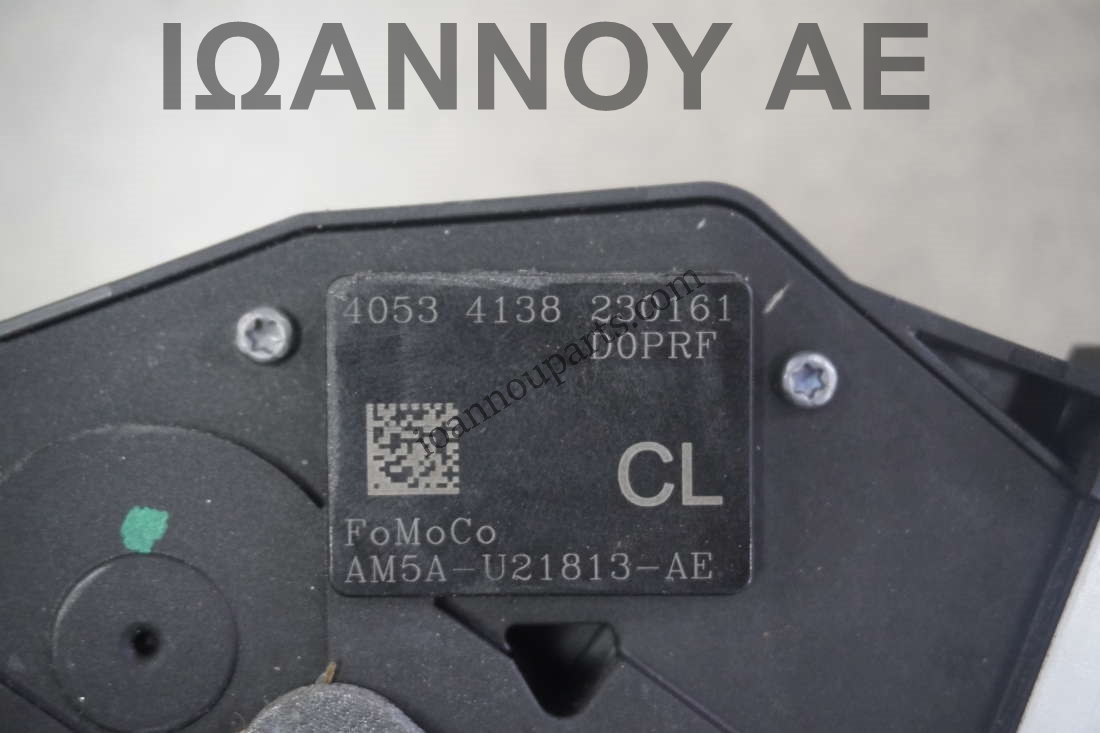 ΙΩΑΝΝΟΥ ΑΕ
4053 4138 230161
D0PRF
ioannouparts.com
CL
FoMoCo
AM5A-U21813-AE